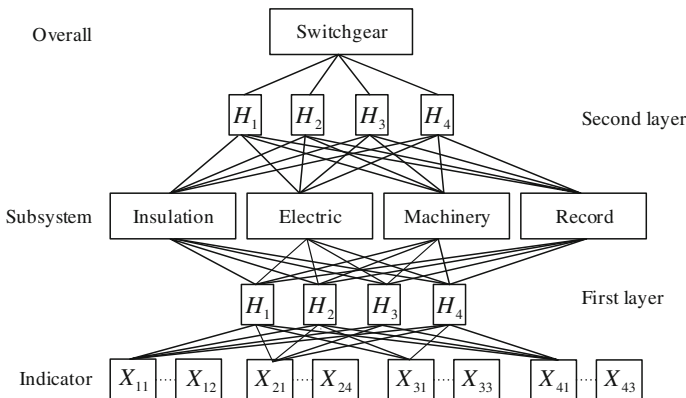 Overall Switchgear
H1 H2 H3 H4
Second layer
Subsystem Insulation Electric Machinery Record
First layer
H1 H2 H3 H4
Indicator X11 ..... X12 X21 ..... X24 X31 ..... X33 X41 ..... X43